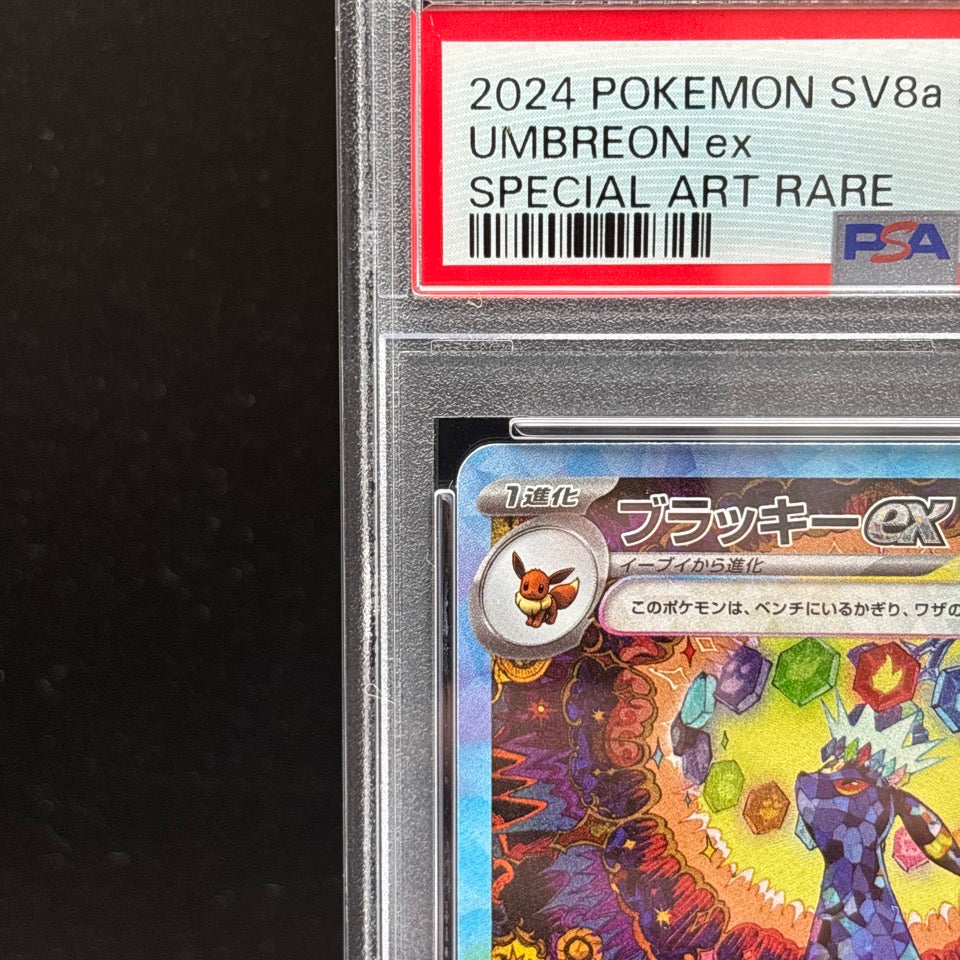 2024 POKEMON SV8a
UMBREON ex
SPECIAL ART RARE
PSA
1進化
ブラッキーex
イーブイから進化
このポケモンは、ベンチにいるかぎり、ワザの